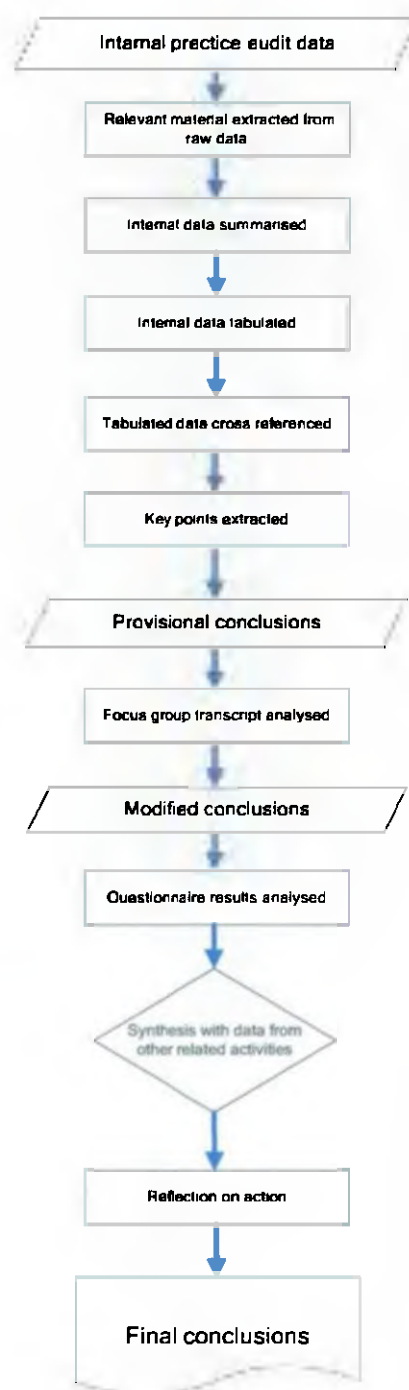 Internal practice audit data
Relevant material extracted from
raw data
Internal data summarised
Internal data tabulated
Tabulated data cross referenced
Key points extracted
Provisional conclusions
Focus group transcript analysed
Modified conclusions
Questionnaire results analysed
Synthesis with data from
other related activities
Reflection on action
Final conclusions